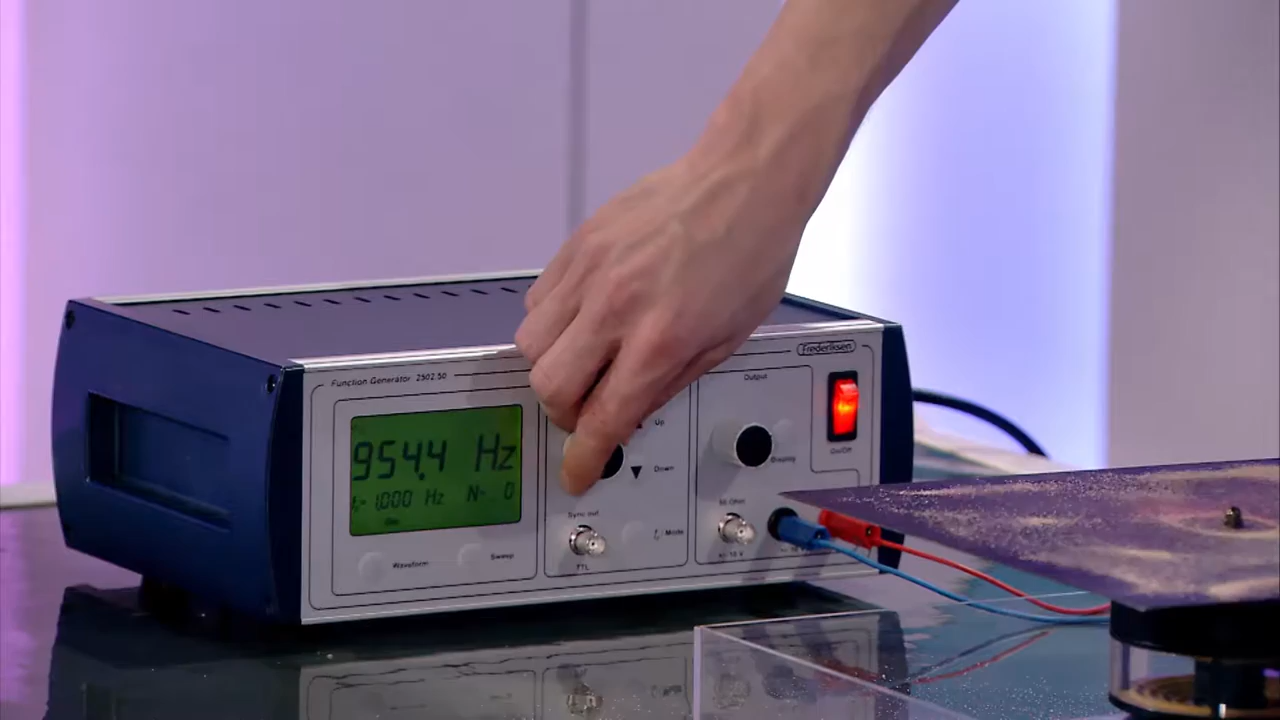 Frederiksen
Function Generator 2502.50
Output
Up
954.4 Hz
On/Off
Display
Down
1.000 Hz N- 0
50 Ohm
Sync out
Mode
Sweep
Waveform
TTL
+/- 10 V